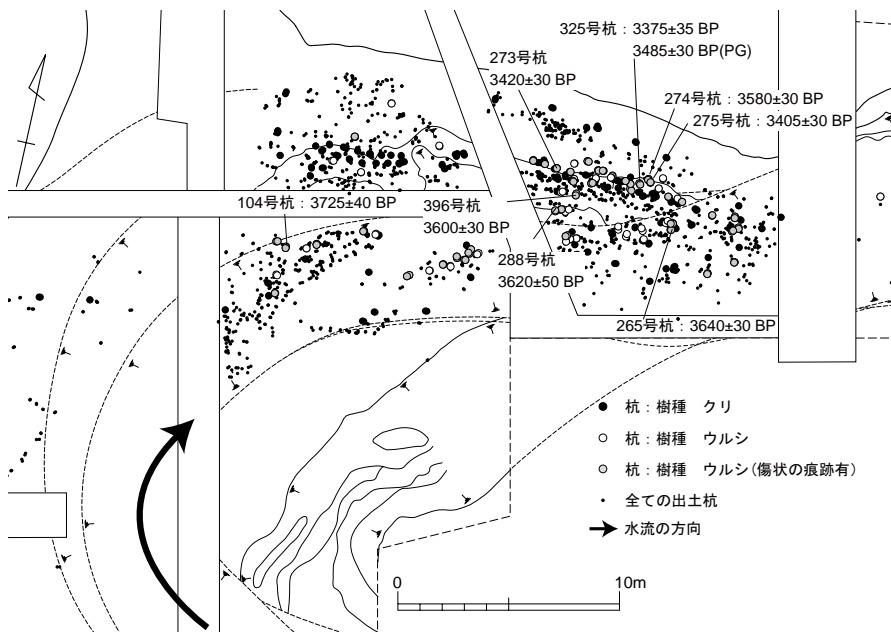 325号杭：3375±35 BP
3485±30 BP(PG)
273号杭
3420±30 BP
274号杭：3580±30 BP
275号杭：3405±30 BP
104号杭：3725±40 BP
396号杭
3600±30 BP
288号杭
3620±50 BP
265号杭：3640±30 BP
杭：樹種　クリ
杭：樹種　ウルシ
杭：樹種　ウルシ（傷状の痕跡有）
全ての出土杭
水流の方向
0
10m